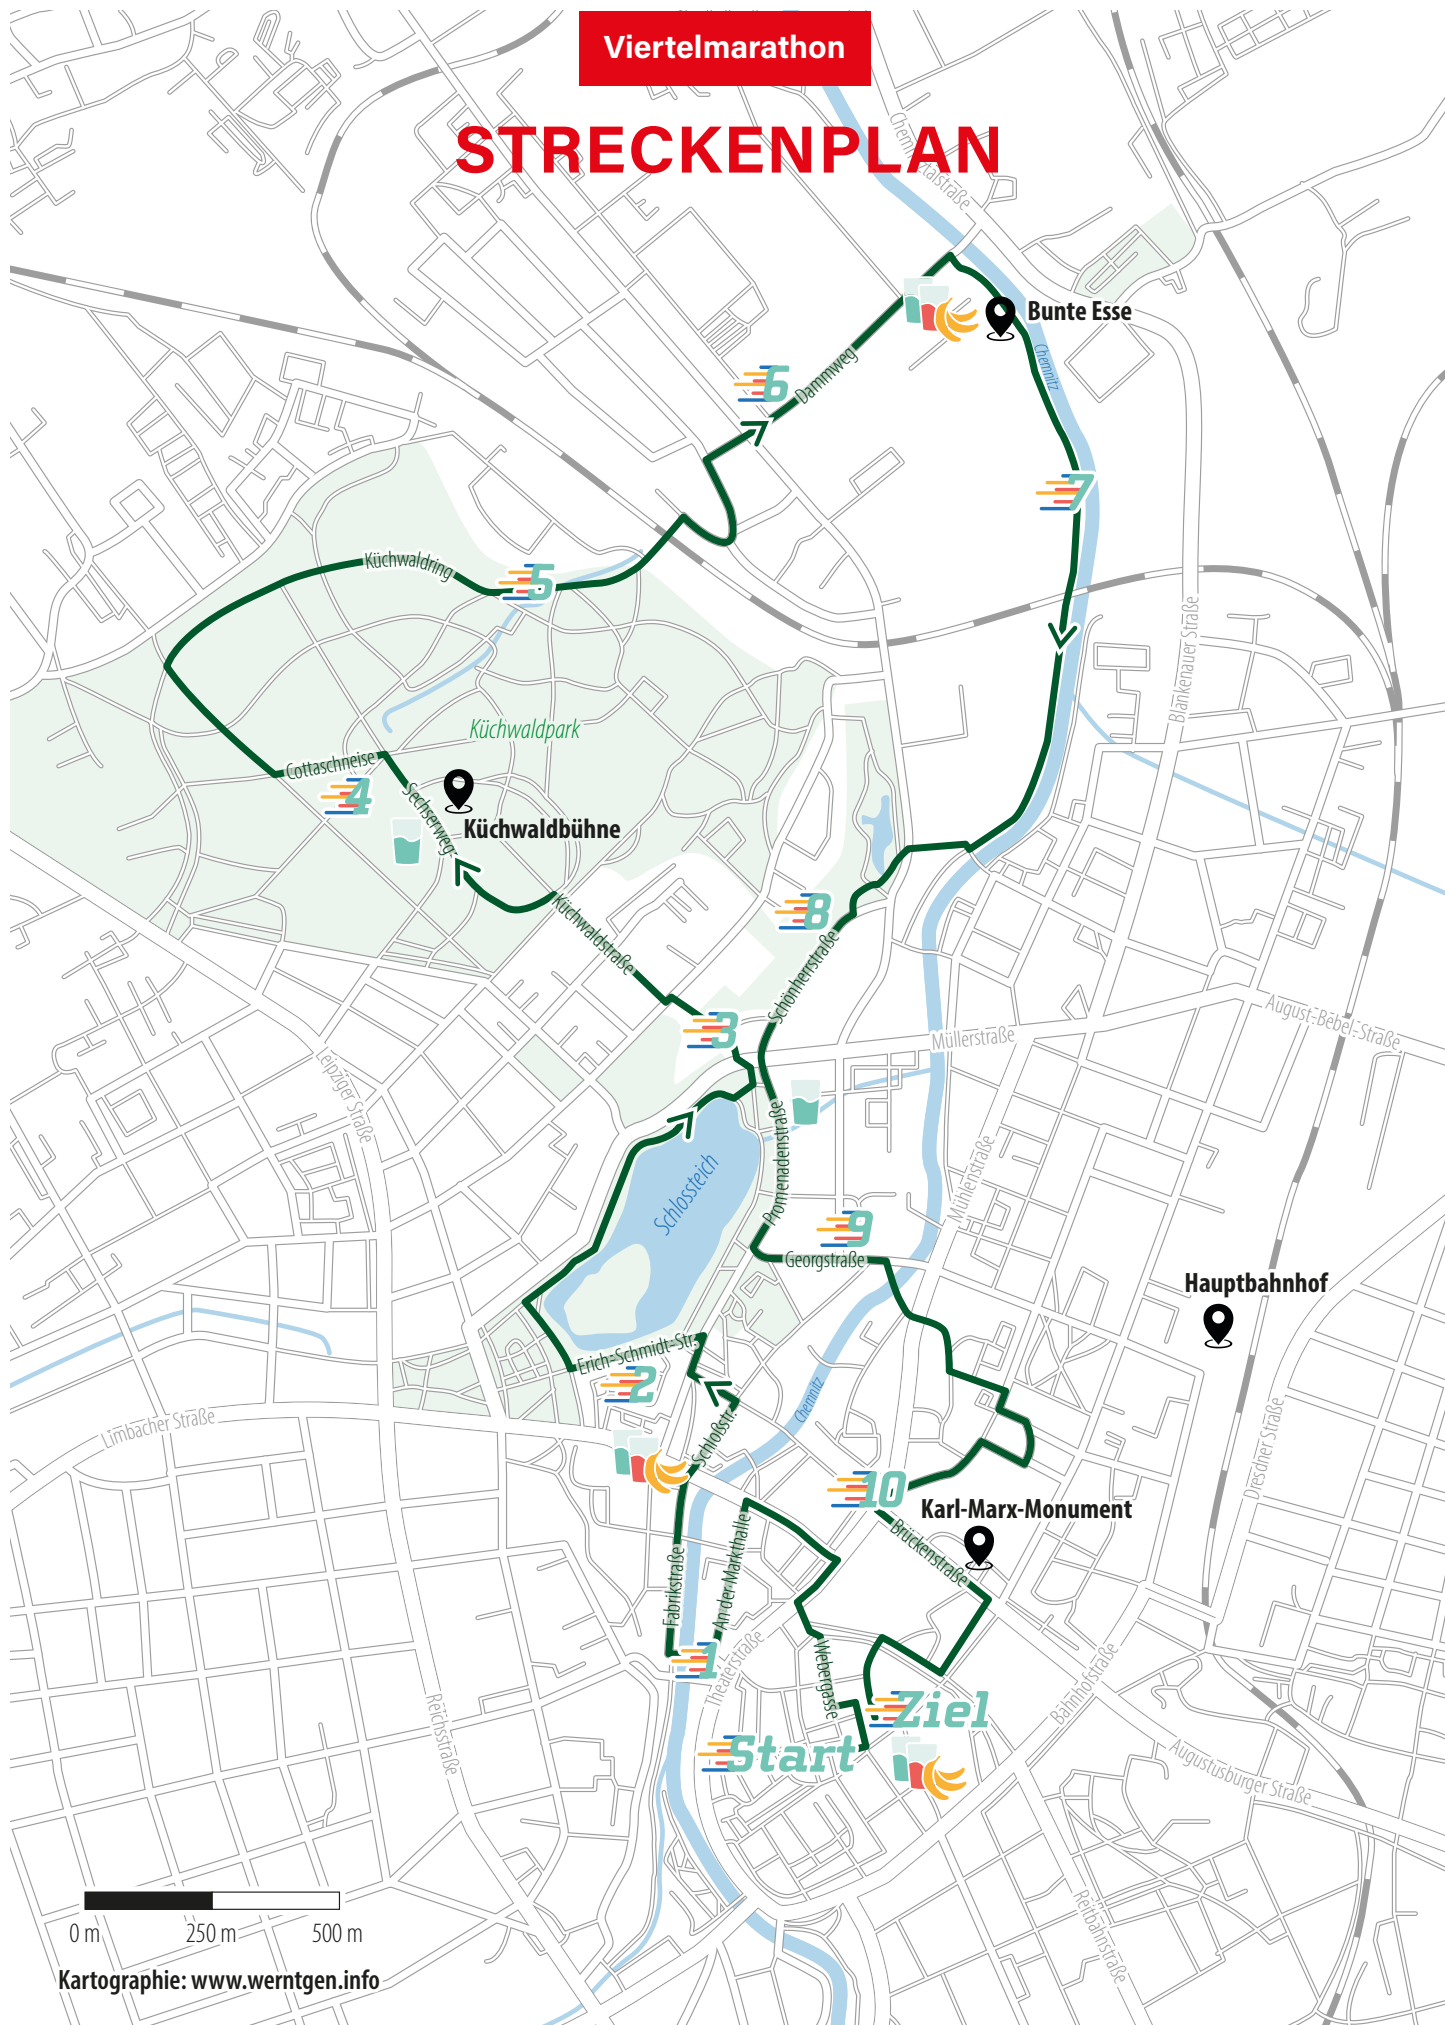 Viertelmarathon
STRECKENPLAN
Chemnitztalstraße
Bunte Esse
Chemnitz
6
Dammweg
7
Küchwaldring
5
Blankenauer Straße
Küchwaldpark
Cottaschneise
4
Sechserweg
Küchwaldbühne
Küchwaldstraße
8
Schönherrstraße
3
Müllerstraße
August-Bebel-Straße
Leipziger Straße
Promenadenstraße
Schlossteich
Mühlenstraße
9
Georgstraße
Hauptbahnhof
Erich-Schmidt-Str.
2
Chemnitz
Limbacher Straße
Schloßstr.
Dresdner Straße
10
Karl-Marx-Monument
Brückenstraße
Fabrikstraße
An der Markthalle
1
Theaterstraße
Webergasse
Bahnhofstraße
Reichsstraße
Ziel
Start
Augustusburger Straße
Reitbahnstraße
0 m
250 m
500 m
Kartographie: www.werntgen.info